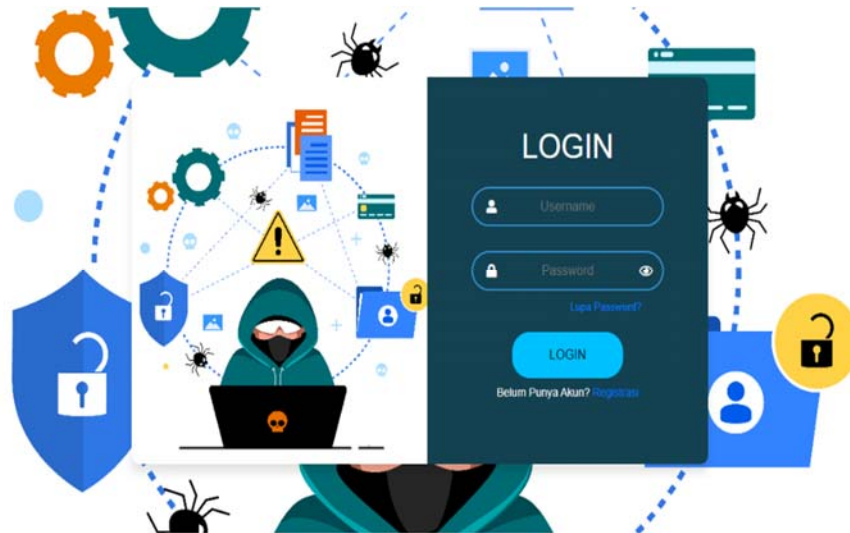 LOGIN
Username
Password
Lupa Password?
LOGIN
Belum Punya Akun? Registrasi